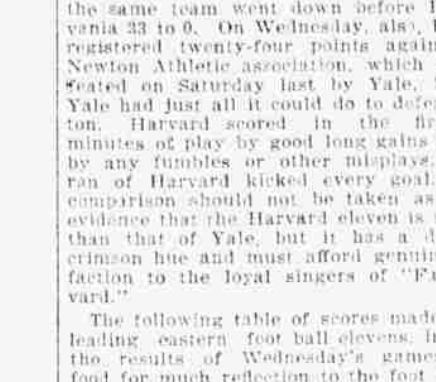 the same team went down before
vania 33 to 0. On Wednesday, als,
registered twenty-four points again
Newton Athletic association, which
feated on Saturday last by Yale,
Yale had just all it could do to defe
ton. Harvard scored in the fir
minutes of play by good long gains
by any fumbles or other misplays.
ran of Harvard kicked every goal.
comparison should not be taken as
evidence that the Harvard eleven is
than that of Yale, but it has a d
crimson hue and must afford genuin
faction to the loyal singers of "Fa
vard."
The following table of scores made
leading eastern foot ball elevens, i
the results of Wednesday's games
food for much reflection to the foot